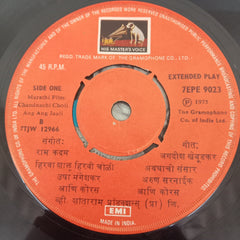 REGD. TRADE MARK OF THE GRAMOPHONE CO. LTD.
HIS MASTER'S VOICE
45 R.P.M.
EXTENDED PLAY
SIDE ONE
7EPE 9023
Marathi Film:
Chandanachi Choli
Ang Ang Jaali
B
7TJW 12966
℗ 1975
The Gramophone
Co. of India Ltd.
संगीत:
राम कदम
गीत:
जगदीश खेबुडकर
हिरवा शालू हिरवी चोळी
उषा मंगेशकर
आणि कोरस
अवघाची संसार
अरुण सरनाईक
आणि कोरस
व्ही. शांताराम प्रॉडक्शन्स (प्रा) लि.
EMI
MADE IN INDIA.